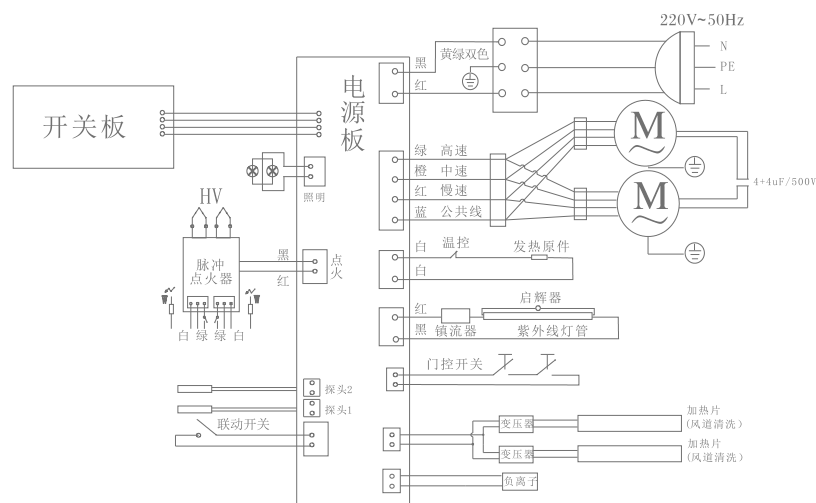 220V~50Hz
黑
黄绿双色
N
红
PE
L
开关板
电源板
绿 高速
橙 中速
红 慢速
蓝 公共线
M
M
4+4uF/500V
照明
HV
脉冲
点火器
黑
红
点火
白 绿 绿 白
白 温控 发热原件
白
红 启辉器
黑 镇流器 紫外线灯管
门控开关
探头2
探头1
联动开关
变压器
加热片
(风道清洗)
变压器
加热片
(风道清洗)
负离子